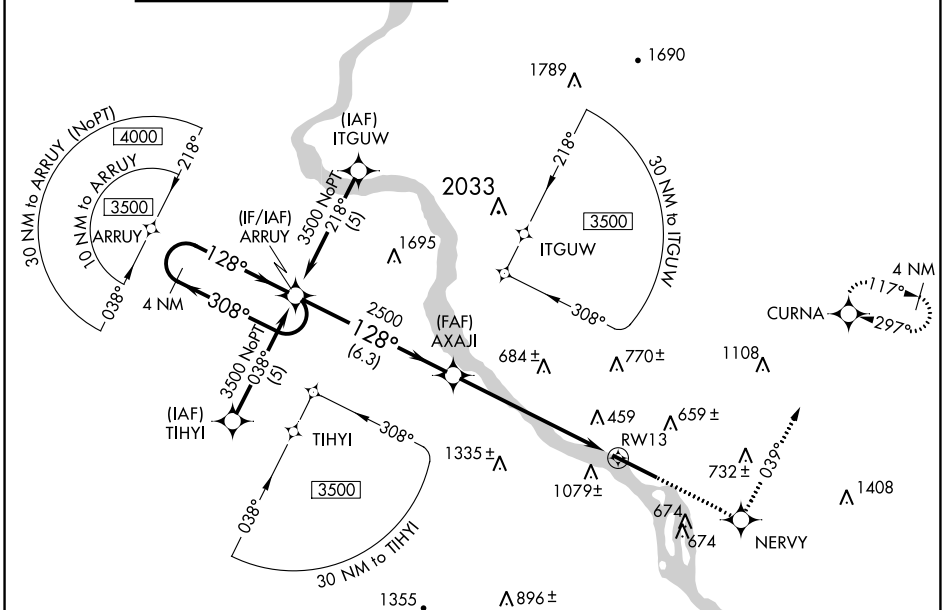 1690
1789
30 NM to ARRUY (NoPT)
4000
218°
10 NM to ARRUY
3500
ARRUY
038°
(IAF)
ITGUW
3500 NoPT
218°
(5)
(IF/IAF)
ARRUY
2033
1695
218°
30 NM to ITGUW
3500
ITGUW
308°
128°
4 NM
308°
2500
128°
(6.3)
(FAF)
AXAJI
4 NM
117°
CURNA
297°
3500 NoPT
038°
(5)
(IAF)
TIHYI
684 ±
770 ±
1108
459
659 ±
RW13
TIHYI
308°
3500
038°
30 NM to TIHYI
1335 ±
1079±
732 ±
039°
1408
674
674
NERVY
1355
896 ±